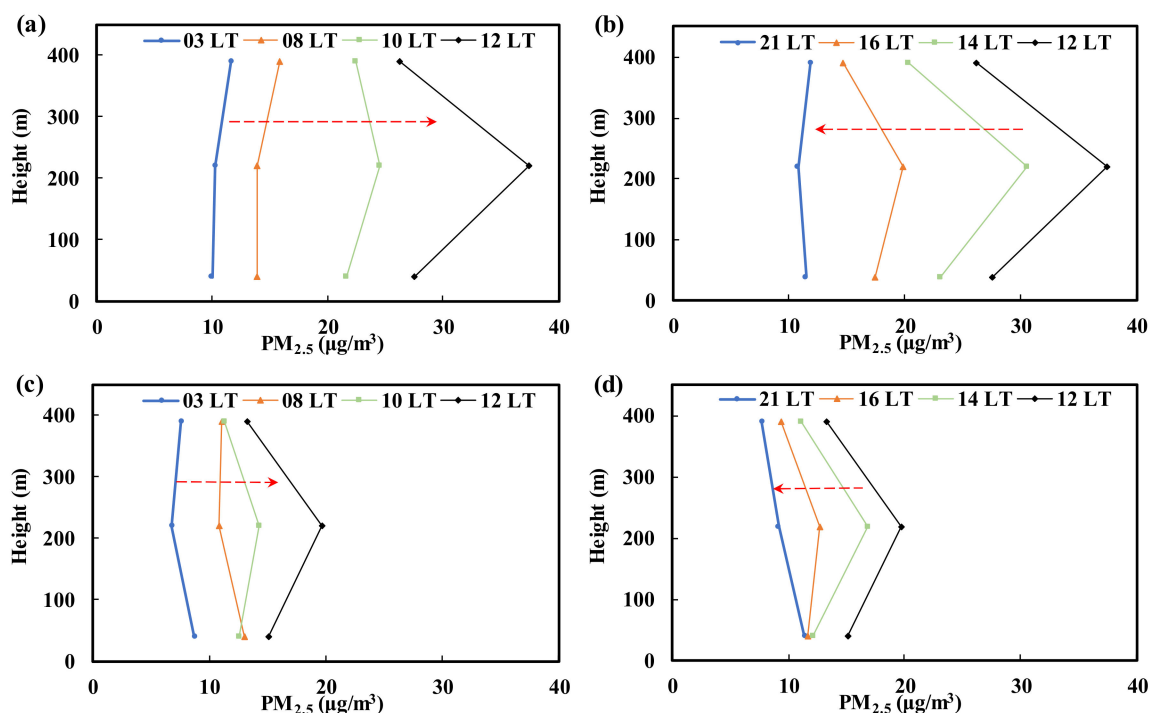 (a)
03 LT 08 LT 10 LT 12 LT
400
300
200
100
0
Height (m)
0 10 20 30 40
PM2.5 (μg/m³)
(b)
21 LT 16 LT 14 LT 12 LT
400
300
200
100
0
Height (m)
0 10 20 30 40
PM2.5 (μg/m³)
(c)
03 LT 08 LT 10 LT 12 LT
400
300
200
100
0
Height (m)
0 10 20 30 40
PM2.5 (μg/m³)
(d)
21 LT 16 LT 14 LT 12 LT
400
300
200
100
0
Height (m)
0 10 20 30 40
PM2.5 (μg/m³)